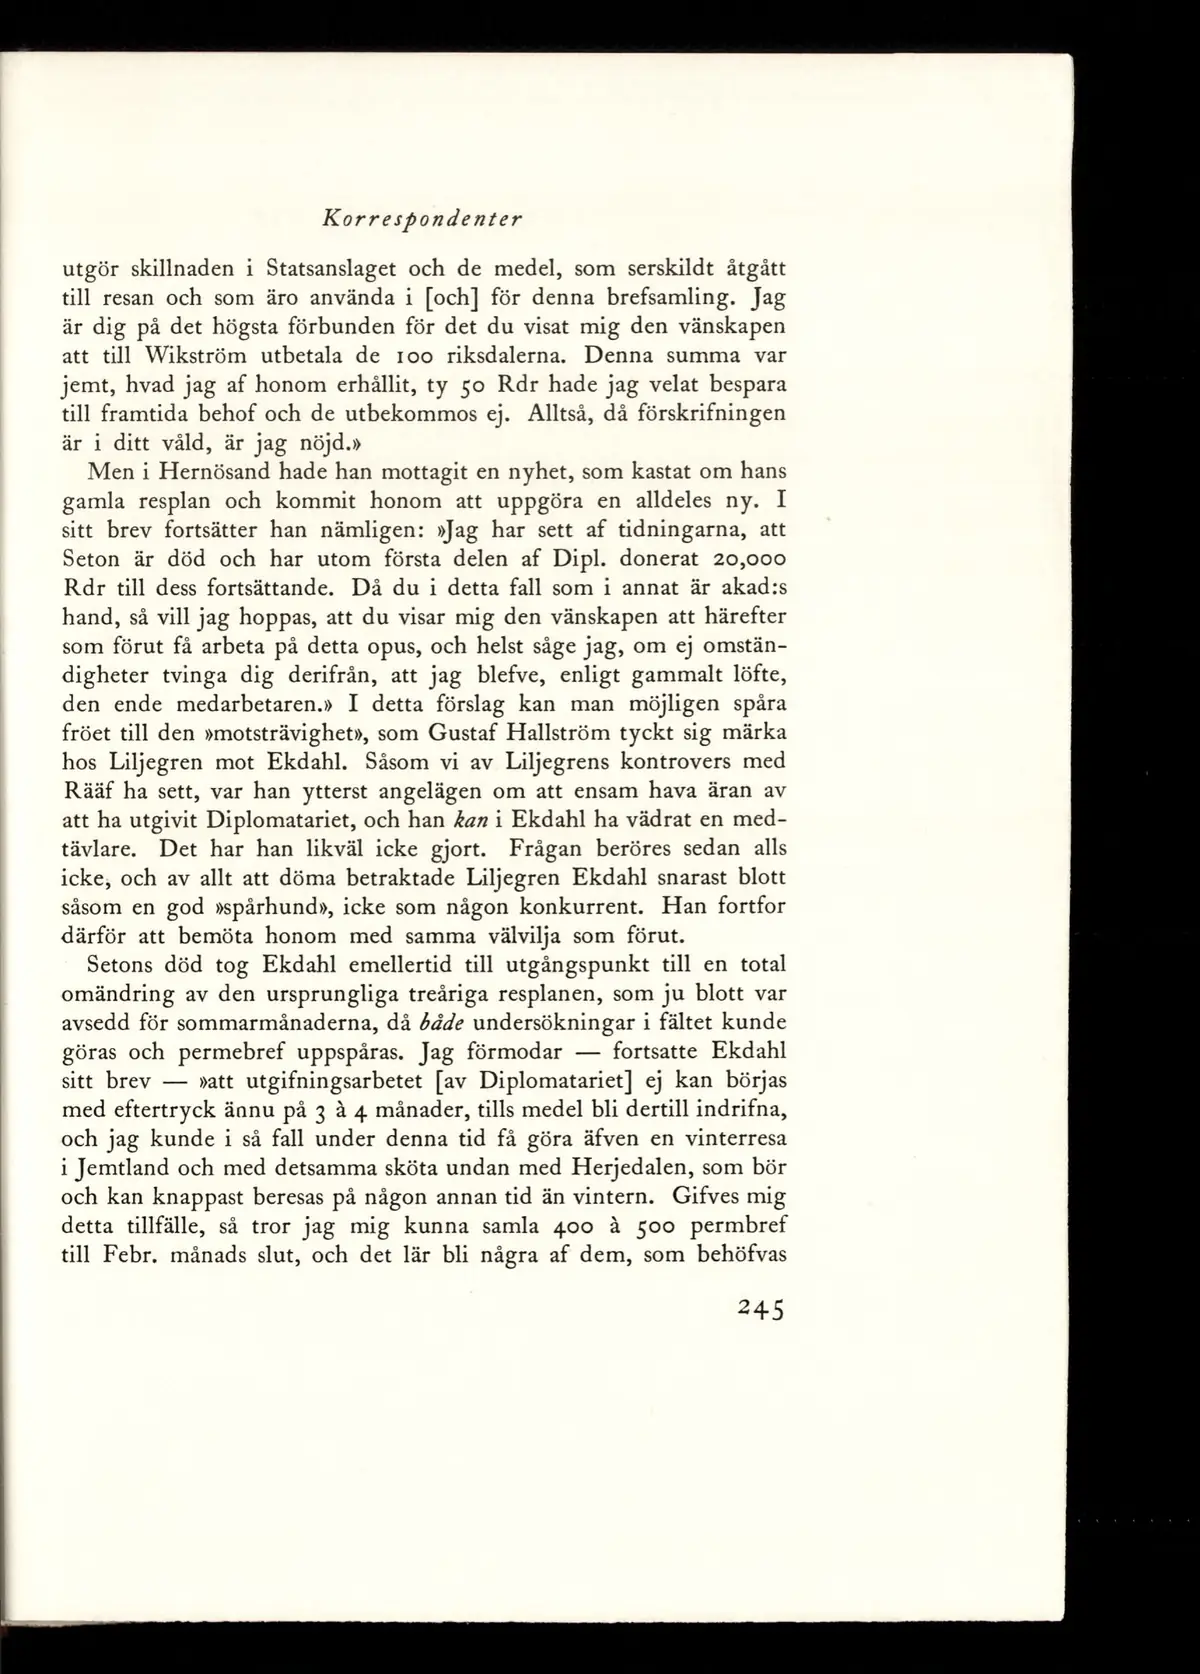 Korrespondenter
utgör skillnaden i Statsanslaget och de medel, som serskildt åtgått
till resan och som äro använda i [och] för denna brefsamling. Jag
är dig på det högsta förbunden för det du visat mig den vänskapen
att till Wikström utbetala de 100 riksdalerna. Denna summa var
jemt, hvad jag af honom erhållit, ty 50 Rdr hade jag velat bespara
till framtida behof och de utbekommos ej. Alltså, då förskrifningen
är i ditt våld, är jag nöjd.»
Men i Hernösand hade han mottagit en nyhet, som kastat om hans
gamla resplan och kommit honom att uppgöra en alldeles ny. I
sitt brev fortsätter han nämligen: »Jag har sett af tidningarna, att
Seton är död och har utom första delen af Dipl. donerat 20,000
Rdr till dess fortsättande. Då du i detta fall som i annat är akad:s
hand, så vill jag hoppas, att du visar mig den vänskapen att härefter
som förut få arbeta på detta opus, och helst såge jag, om ej omstän-
digheter tvinga dig derifrån, att jag blefve, enligt gammalt löfte,
den ende medarbetaren.» I detta förslag kan man möjligen spåra
fröet till den »motsträvighet», som Gustaf Hallström tyckt sig märka
hos Liljegren mot Ekdahl. Såsom vi av Liljegrens kontrovers med
Rääf ha sett, var han ytterst angelägen om att ensam hava äran av
att ha utgivit Diplomatariet, och han kan i Ekdahl ha vädrat en med-
tävlare. Det har han likväl icke gjort. Frågan beröres sedan alls
icke, och av allt att döma betraktade Liljegren Ekdahl snarast blott
såsom en god »spårhund», icke som någon konkurrent. Han fortfor
därför att bemöta honom med samma välvilja som förut.
Setons död tog Ekdahl emellertid till utgångspunkt till en total
omändring av den ursprungliga treåriga resplanen, som ju blott var
avsedd för sommarmånaderna, då både undersökningar i fältet kunde
göras och permebref uppspåras. Jag förmodar — fortsatte Ekdahl
sitt brev — »att utgifningsarbetet [av Diplomatariet] ej kan börjas
med eftertryck ännu på 3 à 4 månader, tills medel bli dertill indrifna,
och jag kunde i så fall under denna tid få göra äfven en vinterresa
i Jemtland och med detsamma sköta undan med Herjedalen, som bör
och kan knappast beresas på någon annan tid än vintern. Gifves mig
detta tillfälle, så tror jag mig kunna samla 400 à 500 permbref
till Febr. månads slut, och det lär bli några af dem, som behöfvas
245